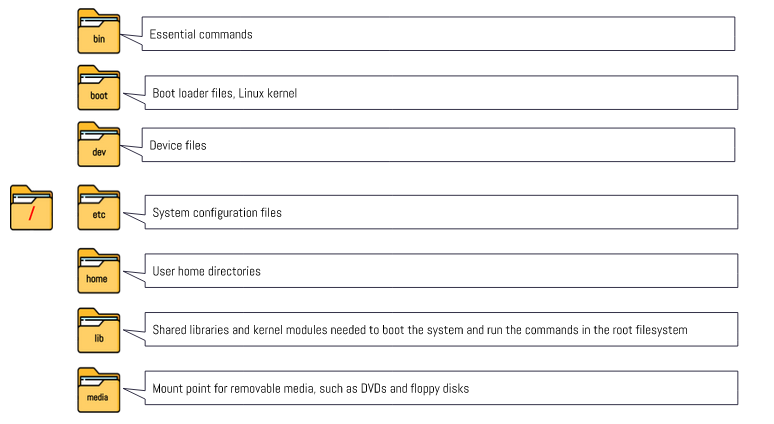 bin
Essential commands
boot
Boot loader files, Linux kernel
dev
Device files
/
etc
System configuration files
home
User home directories
lib
Shared libraries and kernel modules needed to boot the system and run the commands in the root filesystem
media
Mount point for removable media, such as DVDs and floppy disks